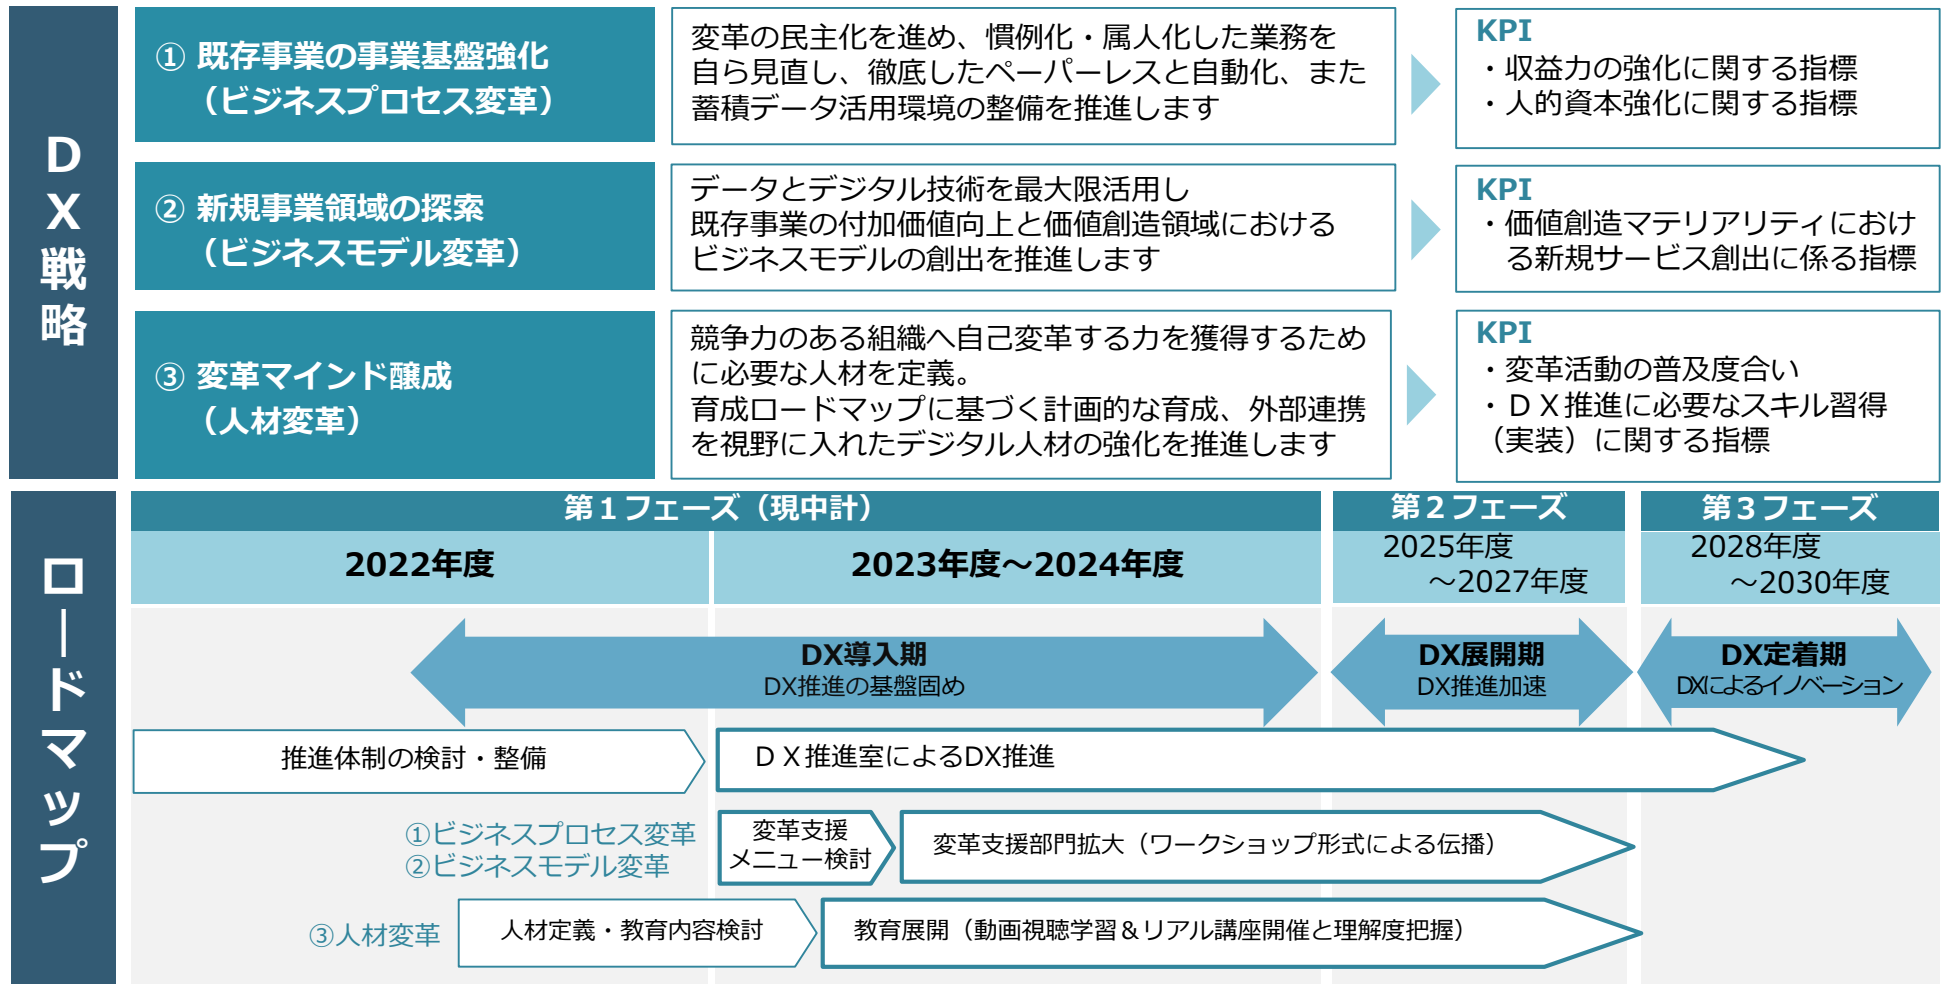 DX戦略
① 既存事業の事業基盤強化
（ビジネスプロセス変革）
変革の民主化を進め、慣例化・属人化した業務を
自ら見直し、徹底したペーパーレスと自動化、また
蓄積データ活用環境の整備を推進します
KPI
・収益力の強化に関する指標
・人的資本強化に関する指標
② 新規事業領域の探索
（ビジネスモデル変革）
データとデジタル技術を最大限活用し
既存事業の付加価値向上と価値創造領域における
ビジネスモデルの創出を推進します
KPI
・価値創造マテリアリティにおけ
る新規サービス創出に係る指標
③ 変革マインド醸成
（人材変革）
競争力のある組織へ自己変革する力を獲得するため
に必要な人材を定義。
育成ロードマップに基づく計画的な育成、外部連携
を視野に入れたデジタル人材の強化を推進します
KPI
・変革活動の普及度合い
・ＤＸ推進に必要なスキル習得
（実装）に関する指標
ロードマップ
第１フェーズ（現中計）
第２フェーズ
第３フェーズ
2022年度
2023年度～2024年度
2025年度
～2027年度
2028年度
～2030年度
DX導入期
DX推進の基盤固め
DX展開期
DX推進加速
DX定着期
DXによるイノベーション
推進体制の検討・整備
ＤＸ推進室によるDX推進
①ビジネスプロセス変革
②ビジネスモデル変革
変革支援
メニュー検討
変革支援部門拡大（ワークショップ形式による伝播）
③人材変革
人材定義・教育内容検討
教育展開（動画視聴学習＆リアル講座開催と理解度把握）